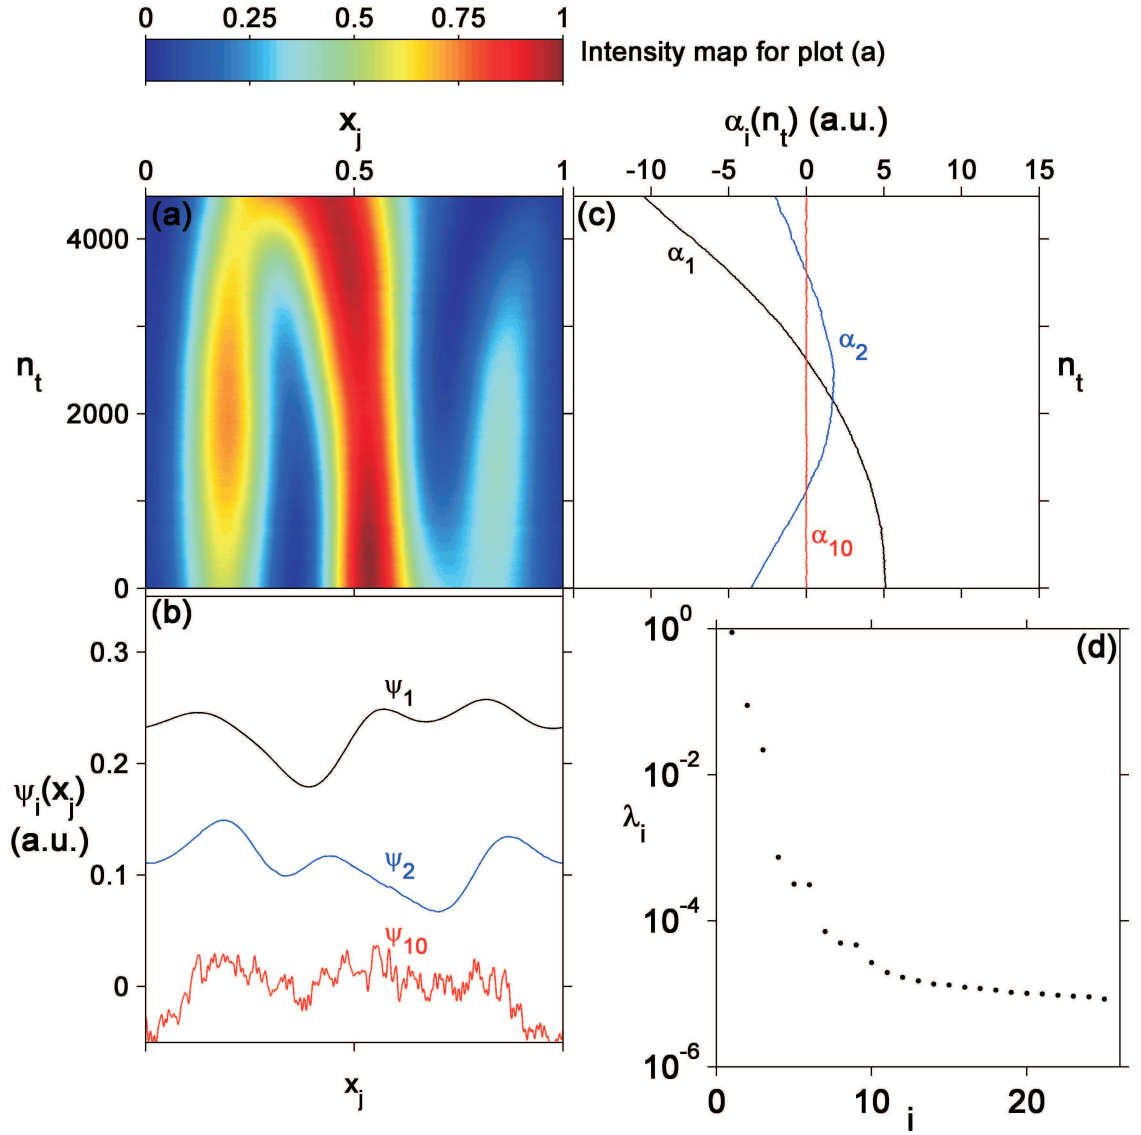 0 0.25 0.5 0.75 1
Intensity map for plot (a)
x_j
0 0.5 1
(a)
4000
2000
0
n_t
α_i(n_t) (a.u.)
-10 -5 0 5 10 15
(c)
α_1
α_2
α_10
n_t
(b)
0.3
0.2
0.1
0
ψ_i(x_j)
(a.u.)
ψ_1
ψ_2
ψ_10
x_j
(d)
10^0
10^-2
10^-4
10^-6
λ_i
0 10 20
i